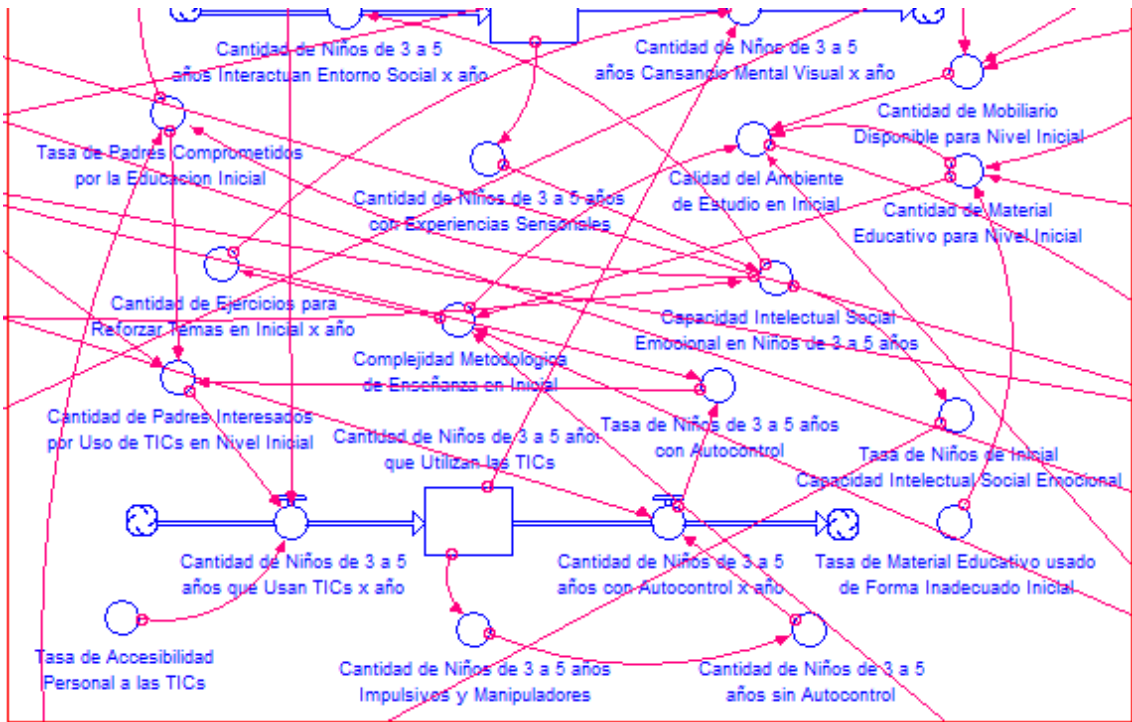 Cantidad de Niños de 3 a 5
años Interactuan Entorno Social x año
Cantidad de Niños de 3 a 5
años Cansancio Mental Visual x año
Cantidad de Mobiliario
Disponible para Nivel Inicial
Tasa de Padres Comprometidos
por la Educacion Inicial
Cantidad de Niños de 3 a 5 años
con Experiencias Sensoriales
Calidad del Ambiente
de Estudio en Inicial
Cantidad de Material
Educativo para Nivel Inicial
Cantidad de Ejercicios para
Reforzar Temas en Inicial x año
Complejidad Metodologica
de Enseñanza en Inicial
Capacidad Intelectual Social
Emocional en Niños de 3 a 5 años
Cantidad de Padres Interesados
por Uso de TICs en Nivel Inicial
Cantidad de Niños de 3 a 5 años
que Utilizan las TICs
Tasa de Niños de 3 a 5 años
con Autocontrol
Tasa de Niños de Inicial
Capacidad Intelectual Social Emocional
Cantidad de Niños de 3 a 5
años que Usan TICs x año
Cantidad de Niños de 3 a 5
años con Autocontrol x año
Tasa de Material Educativo usado
de Forma Inadecuado Inicial
Tasa de Accesibilidad
Personal a las TICs
Cantidad de Niños de 3 a 5 años
Impulsivos y Manipuladores
Cantidad de Niños de 3 a 5
años sin Autocontrol